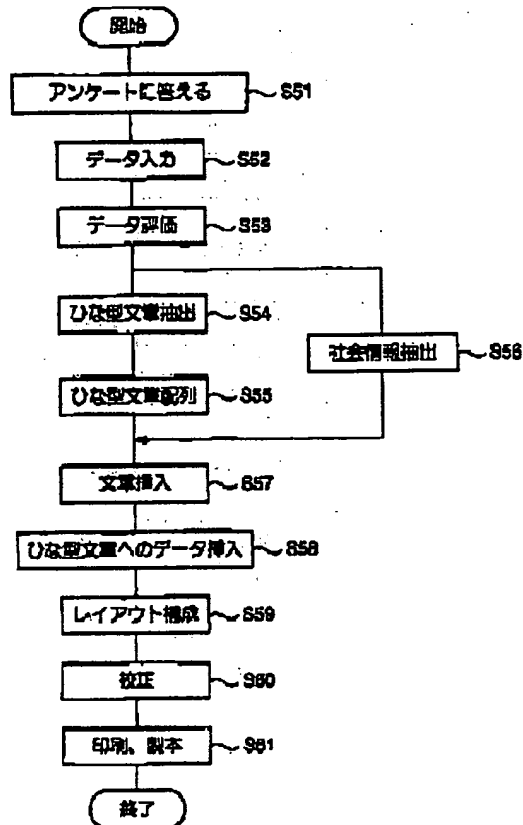 開始
アンケートに答える S51
データ入力 S52
データ評価 S53
ひな型文章抽出 S54
社会情報抽出 S56
ひな型文章配列 S55
文章挿入 S57
ひな型文章へのデータ挿入 S58
レイアウト構成 S59
校正 S60
印刷、製本 S61
終了